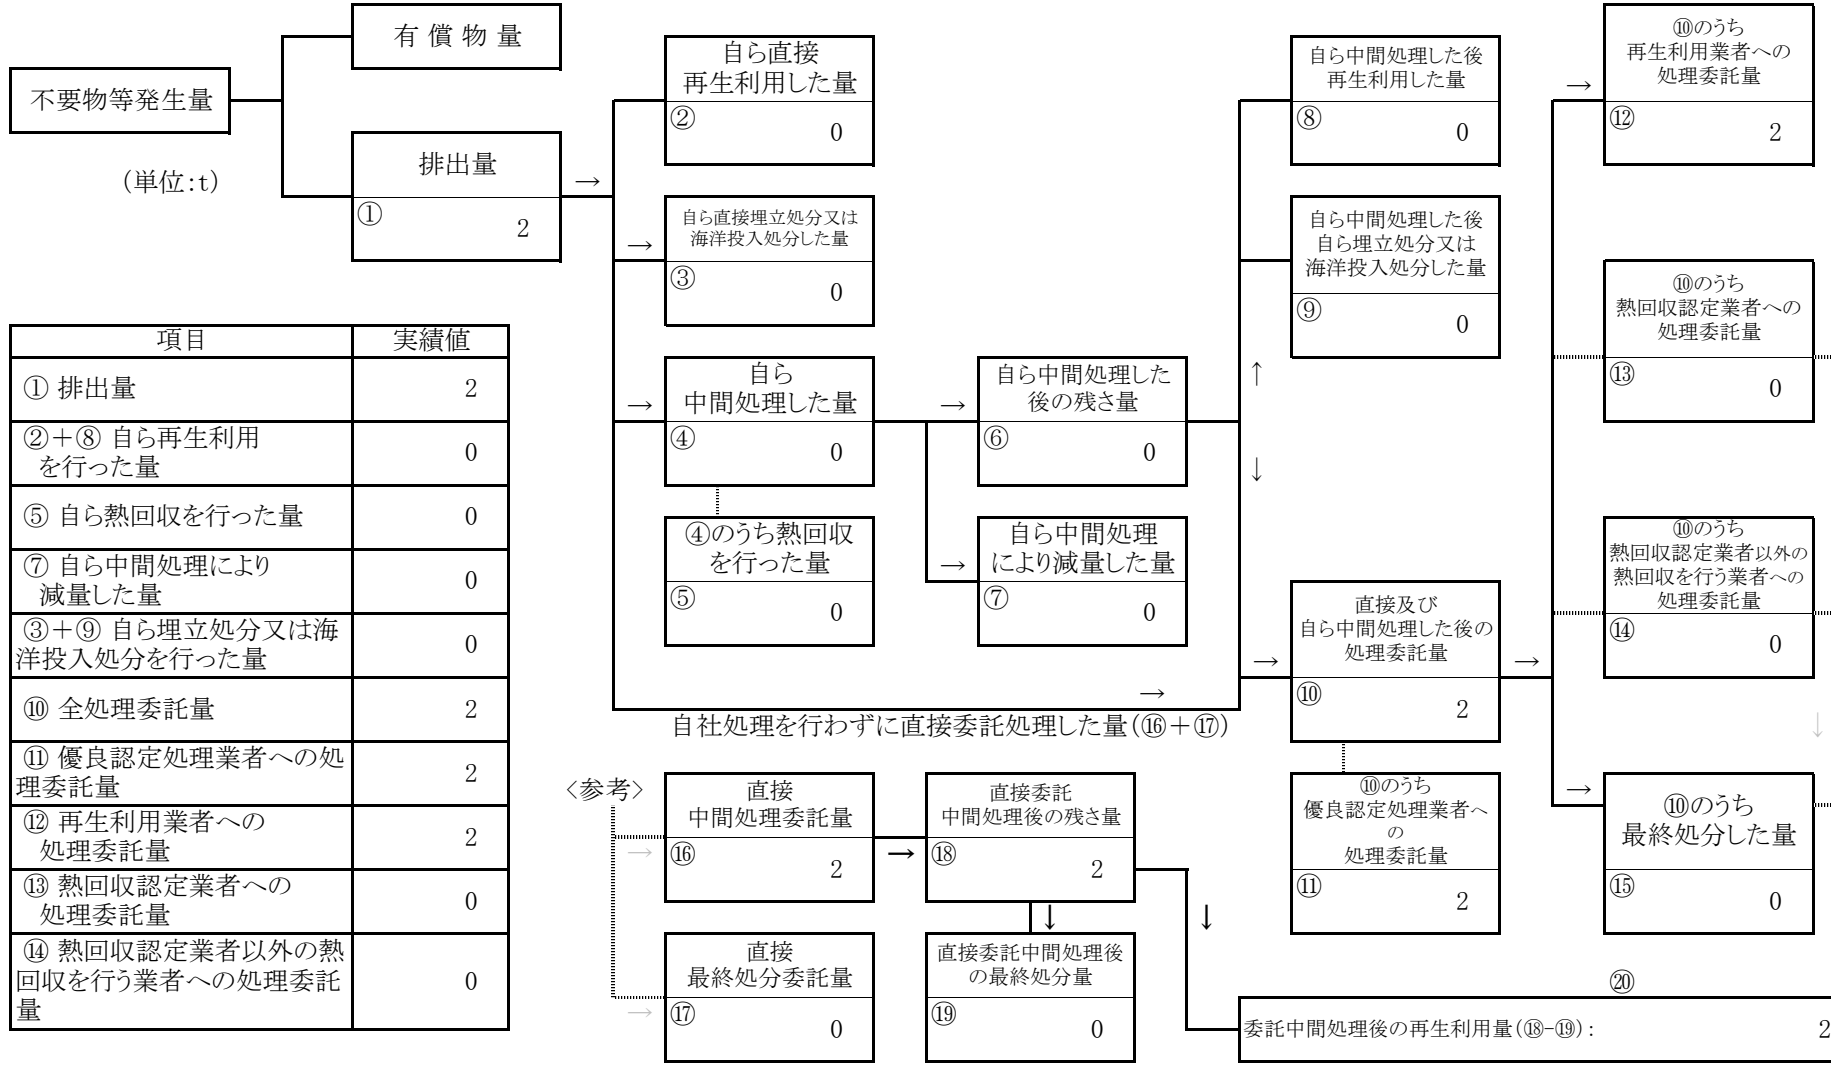 不要物等発生量
有 償 物 量
(単位:t)
排出量
①
2
→
自ら直接
再生利用した量
②
0
→
自ら直接埋立処分又は
海洋投入処分した量
③
0
→
自ら
中間処理した量
④
0
④のうち熱回収
を行った量
⑤
0
→
自ら中間処理した
後の残さ量
⑥
0
→
自ら中間処理
により減量した量
⑦
0
↑
↓
自ら中間処理した後
再生利用した量
⑧
0
自ら中間処理した後
自ら埋立処分又は
海洋投入処分した量
⑨
0
→
自社処理を行わずに直接委託処理した量(⑯+⑰)
→
直接及び
自ら中間処理した後の
処理委託量
⑩
2
→
⑩のうち
優良認定処理業者へ
の
処理委託量
⑪
2
→
⑩のうち
再生利用業者への
処理委託量
⑫
2
⑩のうち
熱回収認定業者への
処理委託量
⑬
0
⑩のうち
熱回収認定業者以外の
熱回収を行う業者への
処理委託量
⑭
0
↓
→
⑩のうち
最終処分した量
⑮
0
項目 実績値
① 排出量 2
②+⑧ 自ら再生利用
を行った量 0
⑤ 自ら熱回収を行った量 0
⑦ 自ら中間処理により
減量した量 0
③+⑨ 自ら埋立処分又は海
洋投入処分を行った量 0
⑩ 全処理委託量 2
⑪ 優良認定処理業者への処
理委託量 2
⑫ 再生利用業者への
処理委託量 2
⑬ 熱回収認定業者への
処理委託量 0
⑭ 熱回収認定業者以外の熱
回収を行う業者への処理委託
量 0
<参考>
→
直接
中間処理委託量
⑯
2
→
直接委託
中間処理後の残さ量
⑱
2
↓
↓
→
直接
最終処分委託量
⑰
0
直接委託中間処理後
の最終処分量
⑲
0
⑳
委託中間処理後の再生利用量(⑱-⑲): 2